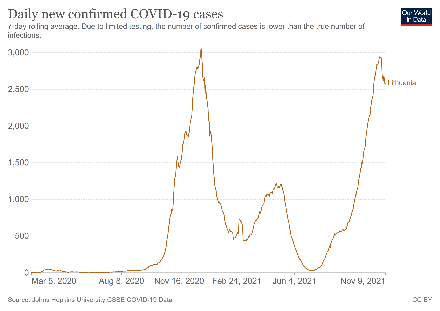 Daily new confirmed COVID-19 cases
7-day rolling average. Due to limited testing, the number of confirmed cases is lower than the true number of
infections.
Our World
in Data
3,000
2,500
2,000
1,500
1,000
500
0
Lithuania
Mar 5, 2020
Aug 8, 2020
Nov 16, 2020
Feb 24, 2021
Jun 4, 2021
Nov 9, 2021
Source: Johns Hopkins University CSSE COVID-19 Data
CC BY